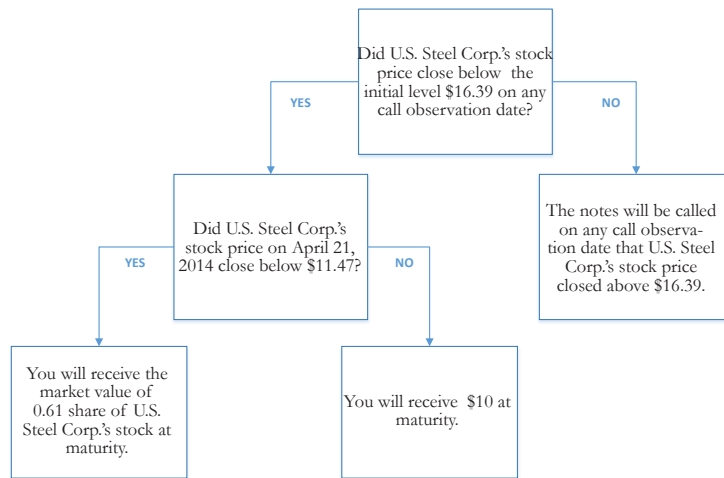 Did U.S. Steel Corp.'s stock
price close below the
initial level $16.39 on any
call observation date?
YES
NO
Did U.S. Steel Corp.'s
stock price on April 21,
2014 close below $11.47?
The notes will be called
on any call observa-
tion date that U.S. Steel
Corp.'s stock price
closed above $16.39.
YES
NO
You will receive the
market value of
0.61 share of U.S.
Steel Corp.'s stock at
maturity.
You will receive $10 at
maturity.